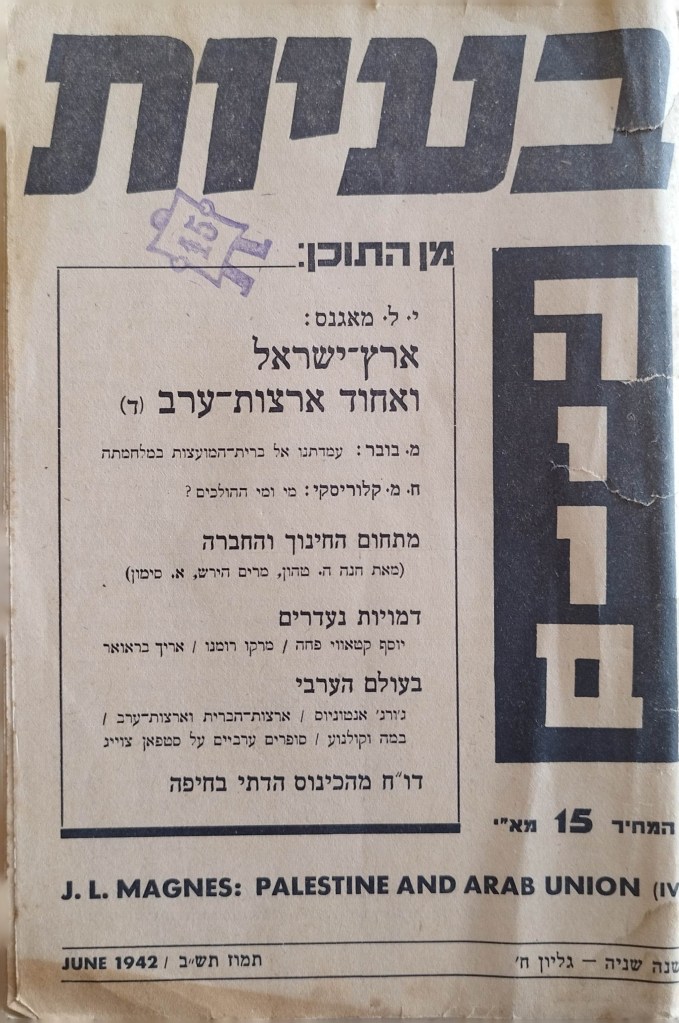 בעיות
היום
15
מן התוכן:
י. ל. מאגנס:
ארץ־ישראל
ואחוד ארצות־ערב (ד)
מ. בובר: עמדתנו אל ברית־המועצות במלחמתה
ח. מ. קלוריסקי: מי ומי ההולכים?
מתחום החינוך והחברה
(מאת חנה ה. טהון, מרים הירש, א. סימון)
דמויות נעדרים
יוסף קטאווי פחה / מרקו רומנו / אריך בראואר
בעולם הערבי
ג׳ורג׳ אנטוניוס / ארצות־הברית וארצות־ערב /
במה וקולנוע / סופרים ערביים על סטפאן צווייג
דו״ח מהכינוס הדתי בחיפה
המחיר 15 מא״י
J. L. MAGNES: PALESTINE AND ARAB UNION (IV
שנה שניה – גליון ח׳
תמוז תש״ב / JUNE 1942